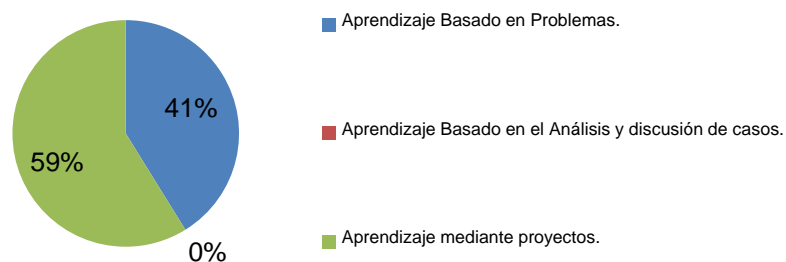 Aprendizaje Basado en Problemas.
41%
Aprendizaje Basado en el Análisis y discusión de casos.
59%
Aprendizaje mediante proyectos.
0%